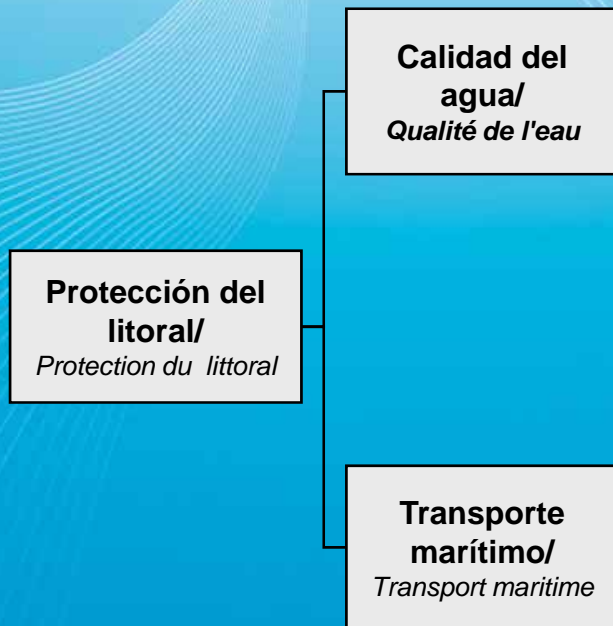 Calidad del
agua/
Qualité de l'eau
Protección del
litoral/
Protection du littoral
Transporte
marítimo/
Transport maritime